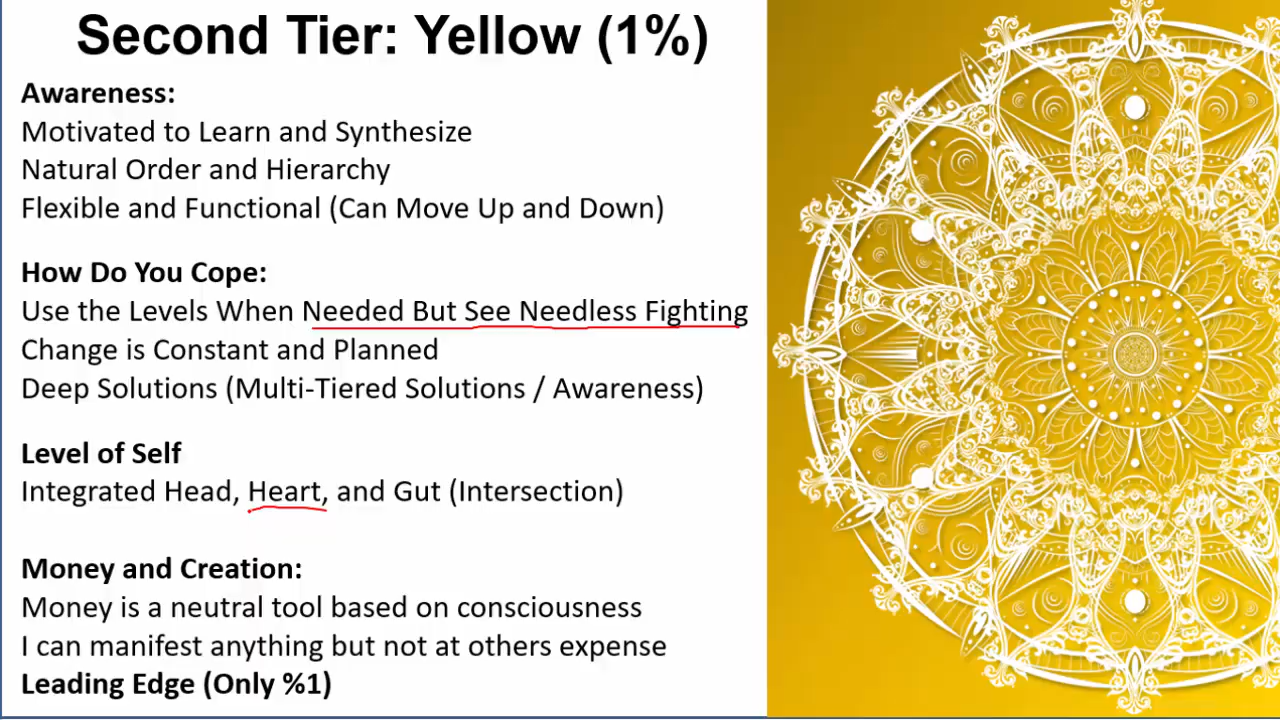 Second Tier: Yellow (1%)
Awareness:
Motivated to Learn and Synthesize
Natural Order and Hierarchy
Flexible and Functional (Can Move Up and Down)
How Do You Cope:
Use the Levels When Needed But See Needless Fighting
Change is Constant and Planned
Deep Solutions (Multi-Tiered Solutions / Awareness)
Level of Self
Integrated Head, Heart, and Gut (Intersection)
Money and Creation:
Money is a neutral tool based on consciousness
I can manifest anything but not at others expense
Leading Edge (Only %1)